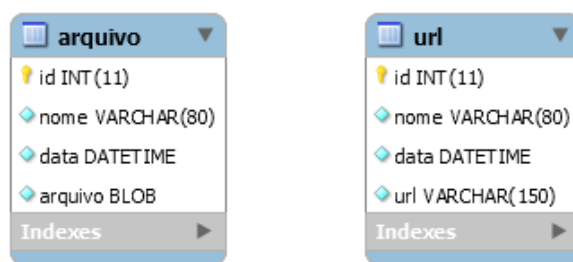 arquivo
id INT(11)
nome VARCHAR(80)
data DATETIME
arquivo BLOB
Indexes
url
id INT(11)
nome VARCHAR(80)
data DATETIME
url VARCHAR(150)
Indexes